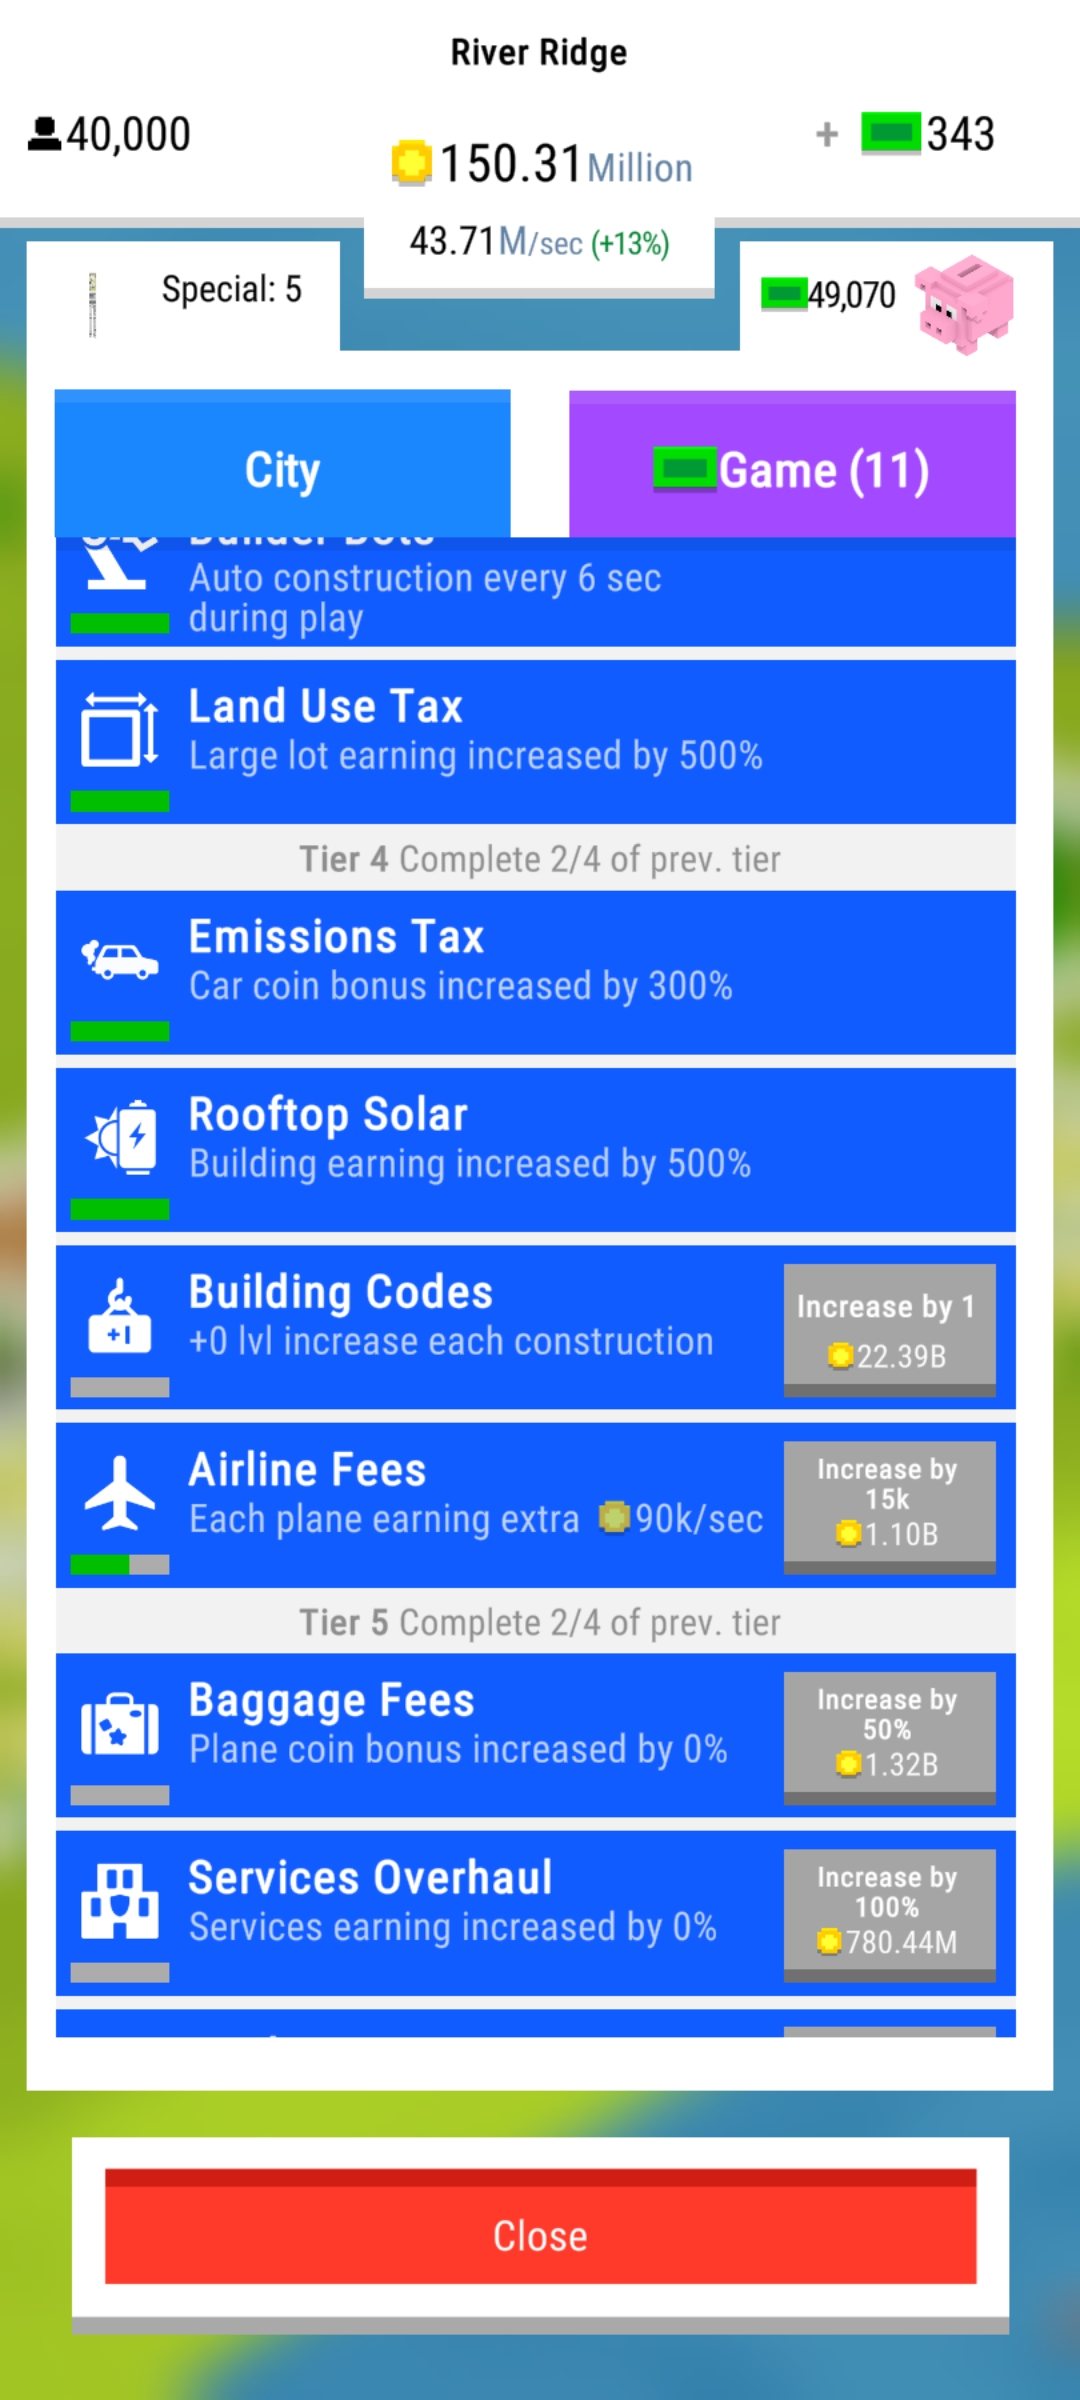 River Ridge
40,000
150.31 Million
+ 343
43.71M/sec (+13%)
Special: 5
49,070
City
Game (11)
Builder Bots
Auto construction every 6 sec
during play
Land Use Tax
Large lot earning increased by 500%
Tier 4 Complete 2/4 of prev. tier
Emissions Tax
Car coin bonus increased by 300%
Rooftop Solar
Building earning increased by 500%
+1
Building Codes
+0 lvl increase each construction
Increase by 1
22.39B
Airline Fees
Each plane earning extra 90k/sec
Increase by
15k
1.10B
Tier 5 Complete 2/4 of prev. tier
Baggage Fees
Plane coin bonus increased by 0%
Increase by
50%
1.32B
Services Overhaul
Services earning increased by 0%
Increase by
100%
780.44M
Close